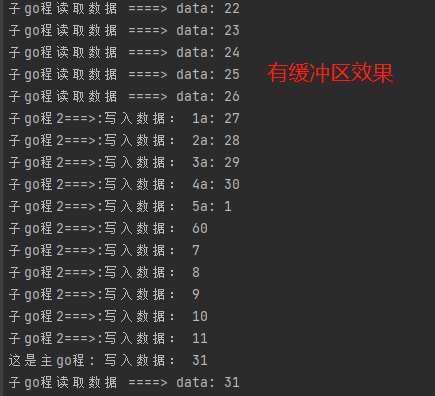 子go程读取数据 ====> data: 22
子go程读取数据 ====> data: 23
子go程读取数据 ====> data: 24
子go程读取数据 ====> data: 25
有缓冲区效果
子go程读取数据 ====> data: 26
子go程2===>:写入数据： 1a: 27
子go程2===>:写入数据： 2a: 28
子go程2===>:写入数据： 3a: 29
子go程2===>:写入数据： 4a: 30
子go程2===>:写入数据： 5a: 1
子go程2===>:写入数据： 60
子go程2===>:写入数据： 7
子go程2===>:写入数据： 8
子go程2===>:写入数据： 9
子go程2===>:写入数据： 10
子go程2===>:写入数据： 11
这是主go程：写入数据： 31
子go程读取数据 ====> data: 31